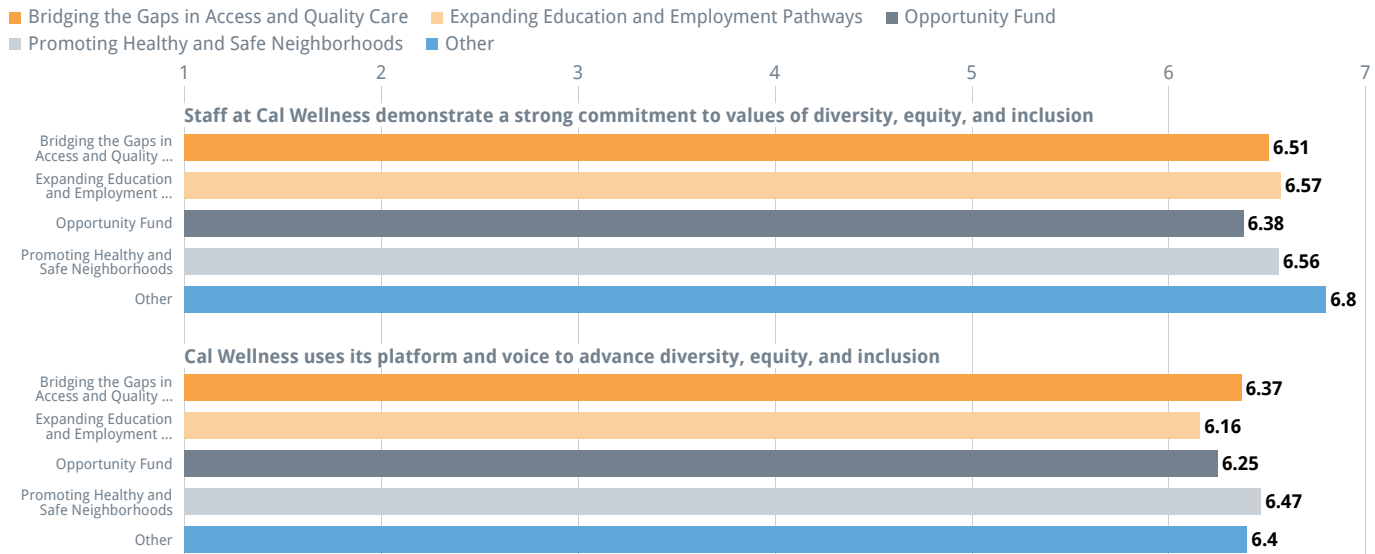 Bridging the Gaps in Access and Quality Care Expanding Education and Employment Pathways Opportunity Fund
Promoting Healthy and Safe Neighborhoods Other
1 2 3 4 5 6 7
Staff at Cal Wellness demonstrate a strong commitment to values of diversity, equity, and inclusion
Bridging the Gaps in
Access and Quality ...
6.51
Expanding Education
and Employment ...
6.57
Opportunity Fund 6.38
Promoting Healthy and
Safe Neighborhoods
6.56
Other 6.8
Cal Wellness uses its platform and voice to advance diversity, equity, and inclusion
Bridging the Gaps in
Access and Quality ...
6.37
Expanding Education
and Employment ...
6.16
Opportunity Fund 6.25
Promoting Healthy and
Safe Neighborhoods
6.47
Other 6.4